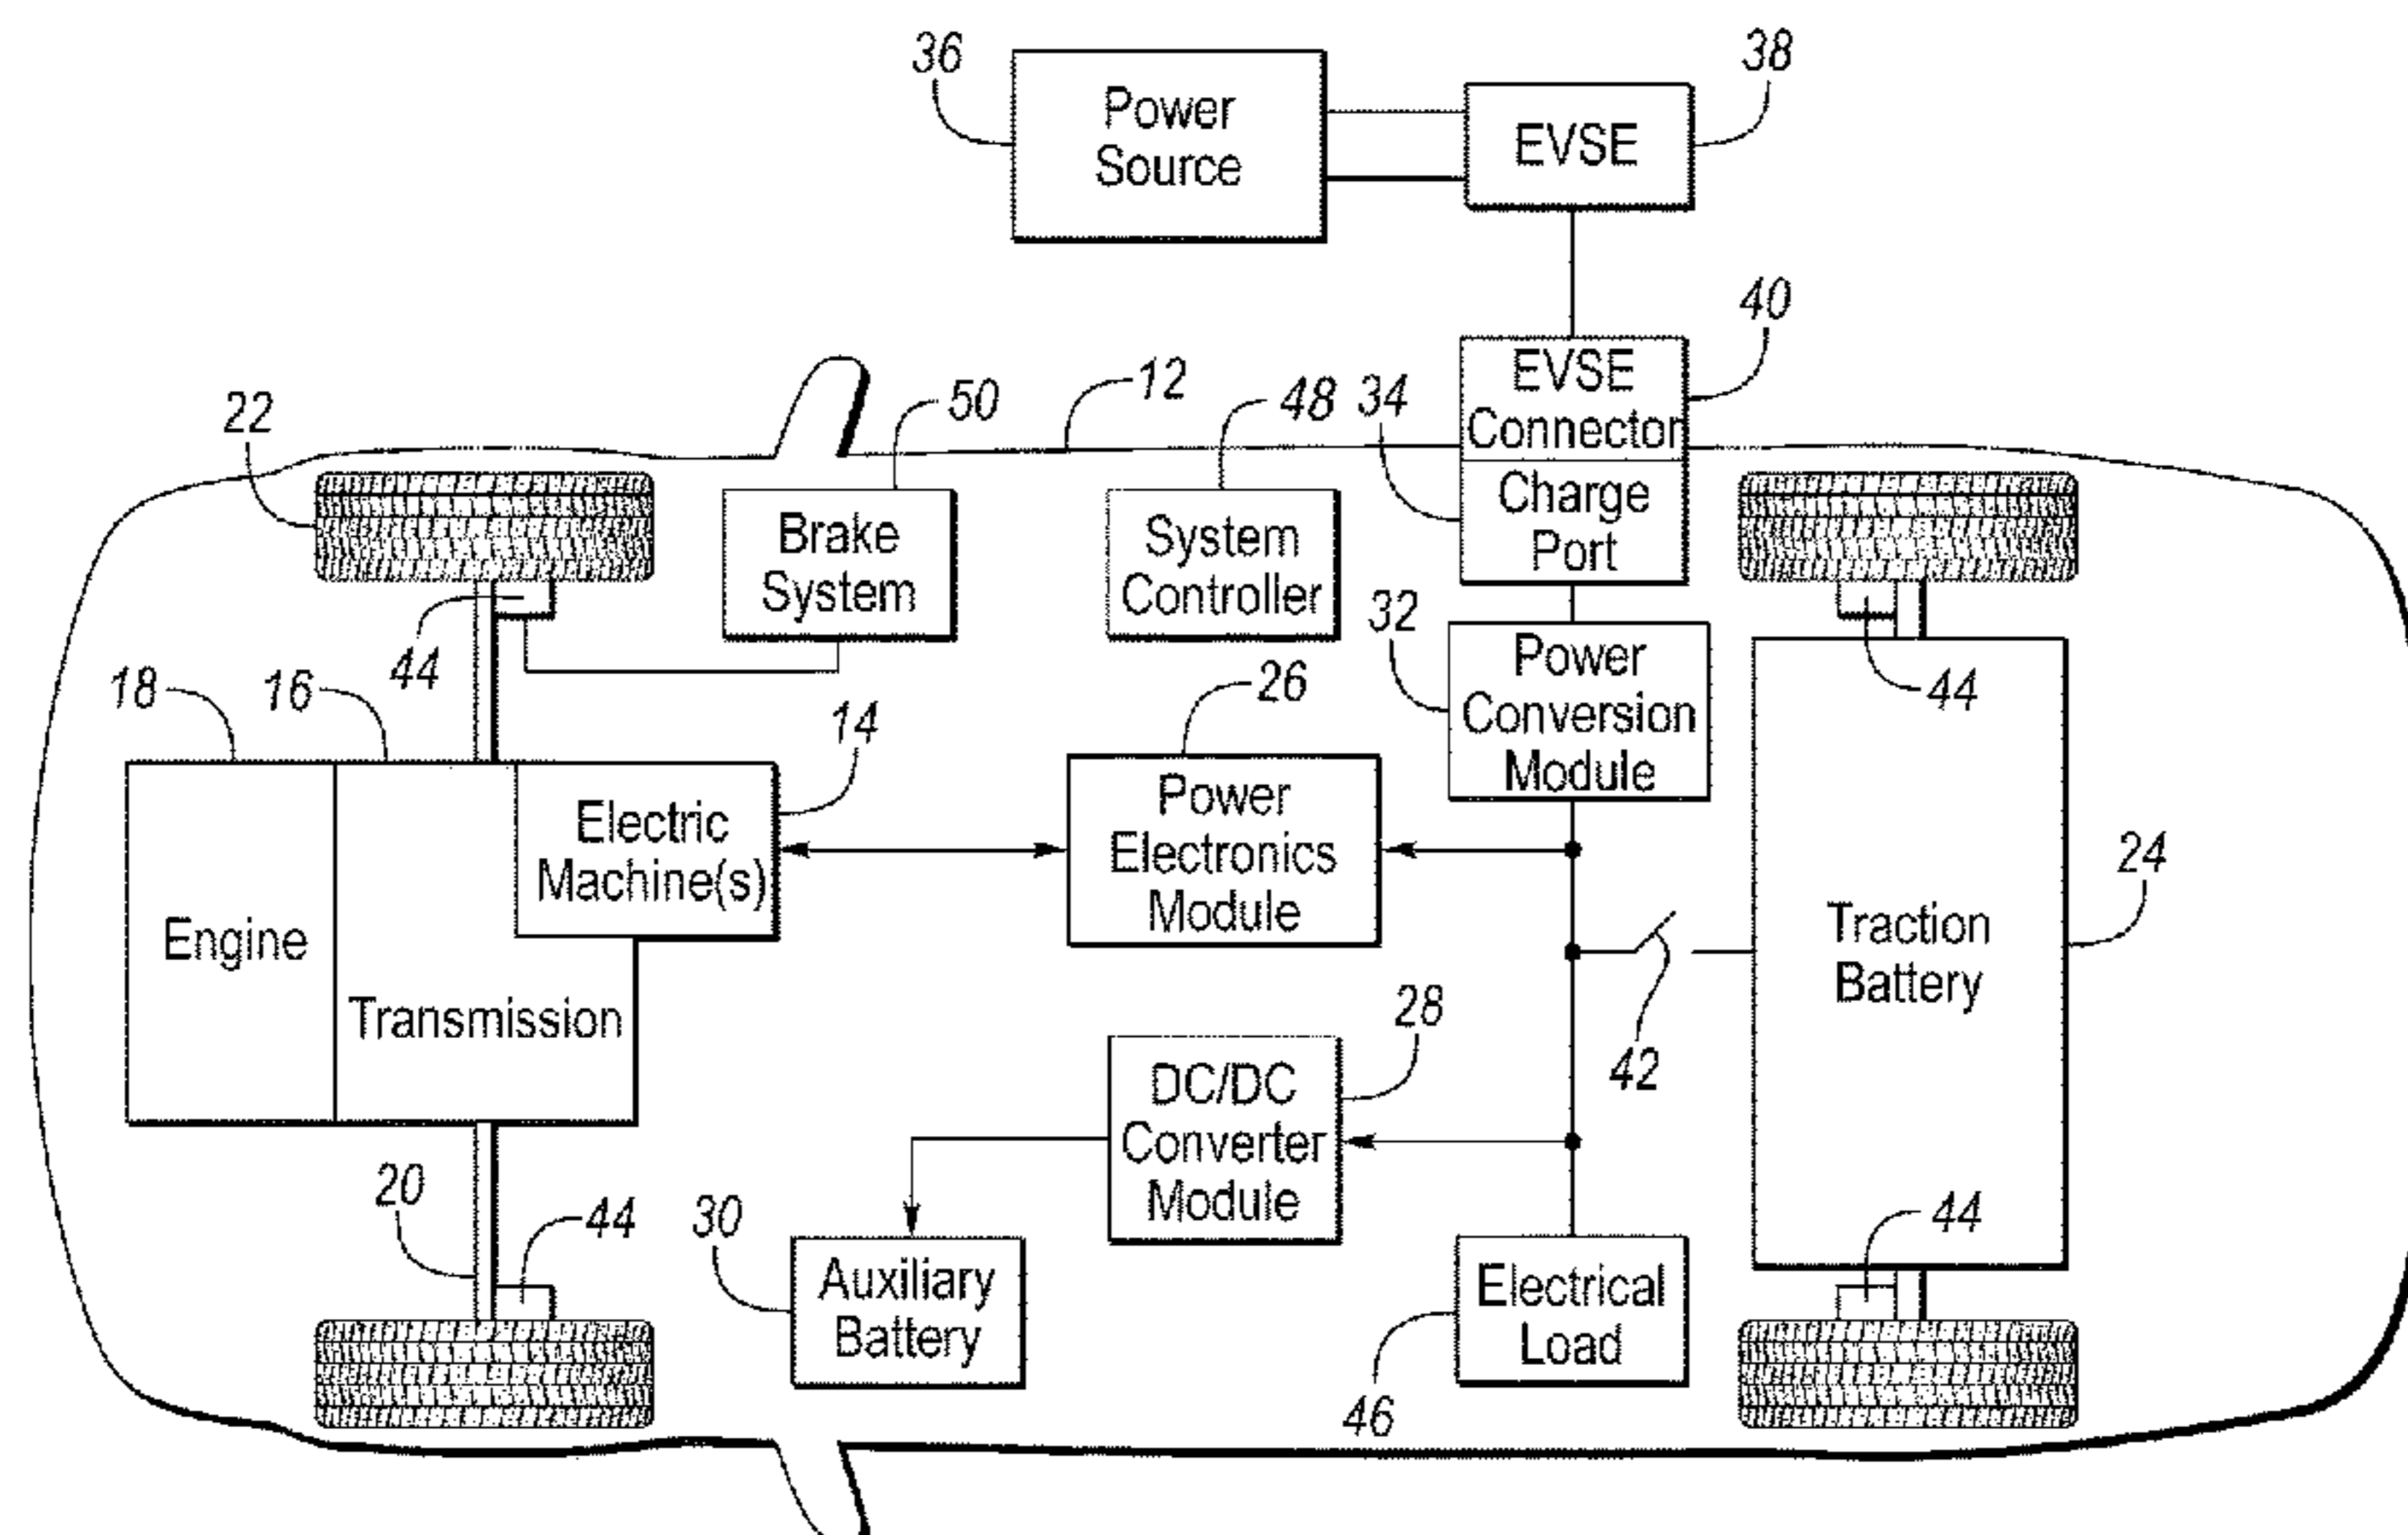 36
Power
Source
EVSE
38
40
EVSE
Connector
34
12
48
50
22
Charge
Port
Brake
System
System
Controller
44
32
Power
Conversion
Module
44
18
16
14
26
Electric
Machine(s)
Power
Electronics
Module
24
Engine
Transmission
Traction
Battery
42
28
DC/DC
Converter
Module
20
44
30
Auxiliary
Battery
Electrical
Load
46
44